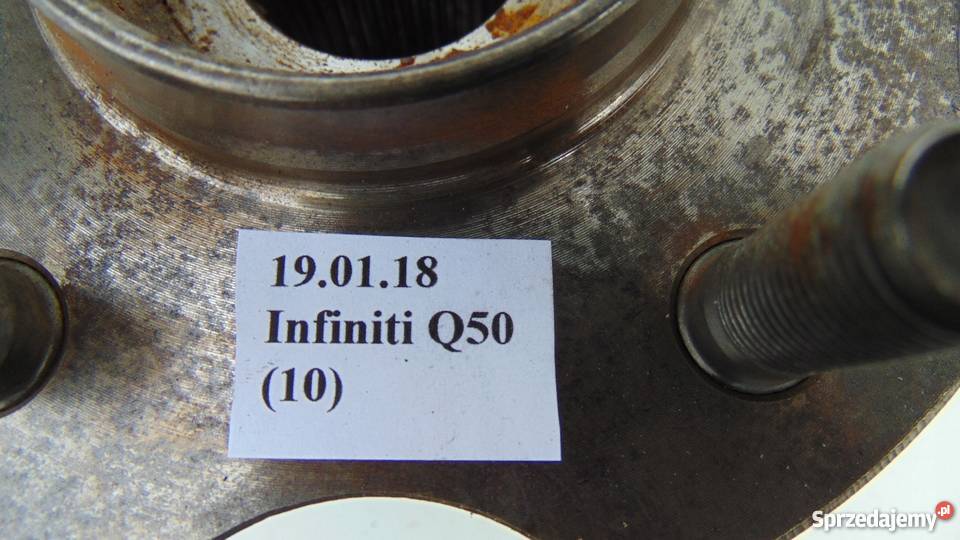 19.01.18
Infiniti Q50
(10)
Sprzedajemy.pl